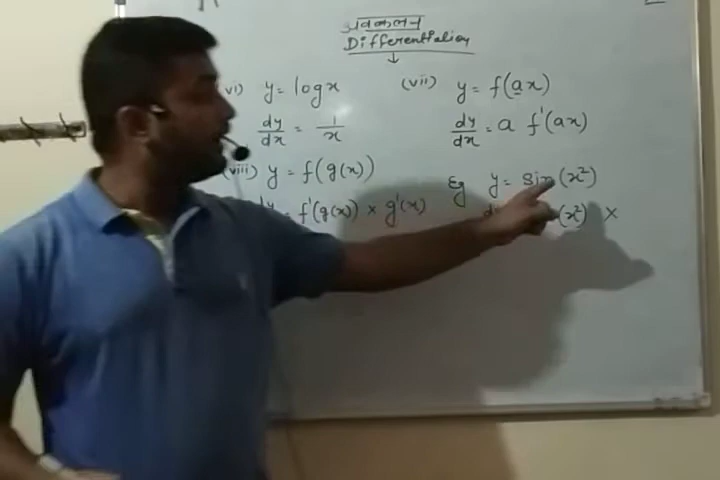 अवकलन
Differentiation
↓
vi) y = log x
dy/dx = 1/x
(vii) y = f(ax)
dy/dx = a f'(ax)
(viii) y = f(g(x))
= f'(g(x)) × g'(x)
Eg y = sin(x²)
(x²) ×